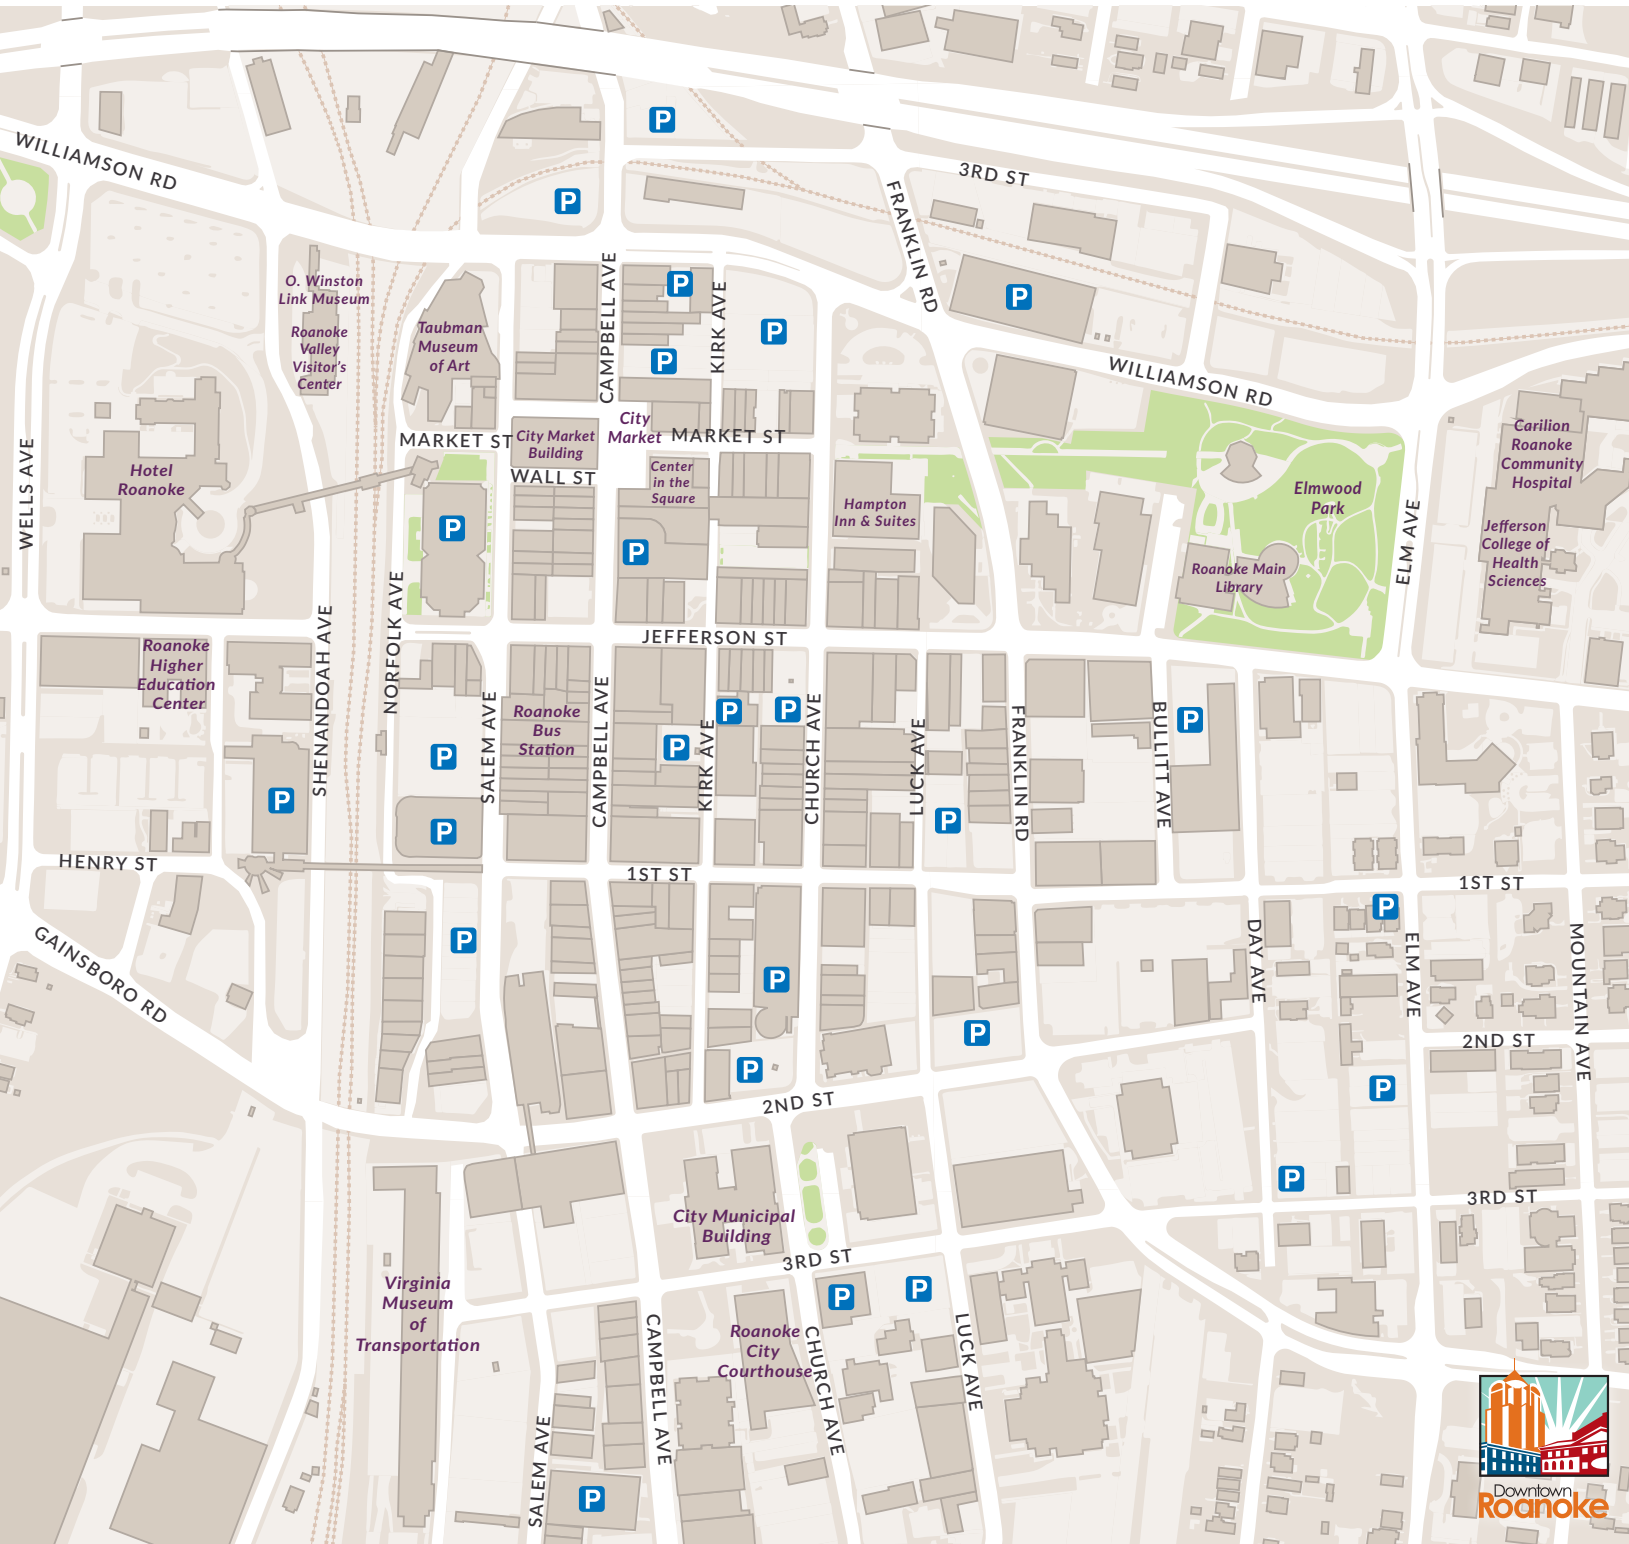 P
WILLIAMSON RD
3RD ST
P
FRANKLIN RD
CAMPBELL AVE
O. Winston
Link Museum
P
KIRK AVE
P
P
Roanoke
Valley
Visitor's
Center
Taubman
Museum
of Art
P
WILLIAMSON RD
City
Market
MARKET ST
City Market
Building
MARKET ST
Carilion
Roanoke
Community
Hospital
WELLS AVE
Hotel
Roanoke
WALL ST
Center
in the
Square
Hampton
Inn & Suites
Elmwood
Park
ELM AVE
P
P
Jefferson
College of
Health
Sciences
Roanoke Main
Library
NORFOLK AVE
SHENANDOAH AVE
JEFFERSON ST
Roanoke
Higher
Education
Center
SALEM AVE
Roanoke
Bus
Station
CAMPBELL AVE
P
P
P
KIRK AVE
CHURCH AVE
LUCK AVE
FRANKLIN RD
BULLITT AVE
P
P
P
P
P
HENRY ST
1ST ST
1ST ST
P
GAINSBORO RD
P
P
DAY AVE
ELM AVE
MOUNTAIN AVE
P
2ND ST
P
2ND ST
P
P
3RD ST
City Municipal
Building
3RD ST
Virginia
Museum
of
Transportation
P
P
CAMPBELL AVE
Roanoke
City
Courthouse
CHURCH AVE
LUCK AVE
SALEM AVE
P
Downtown
Roanoke